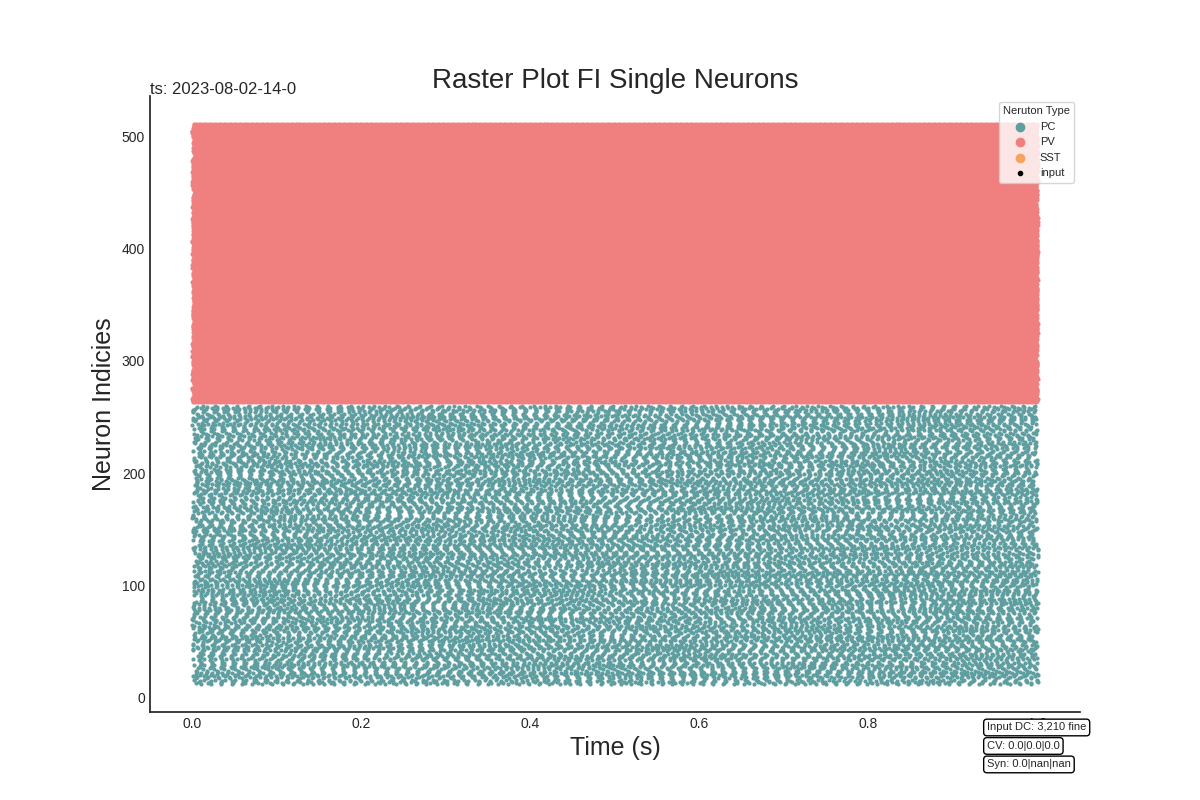 Raster Plot FI Single Neurons
ts: 2023-08-02-14-0
Neruton Type
PC
PV
SST
input
Neuron Indicies
500
400
300
200
100
0
0.0 0.2 0.4 0.6 0.8
Time (s)
Input DC: 3,210 fine
CV: 0.0|0.0|0.0
Syn: 0.0|nan|nan